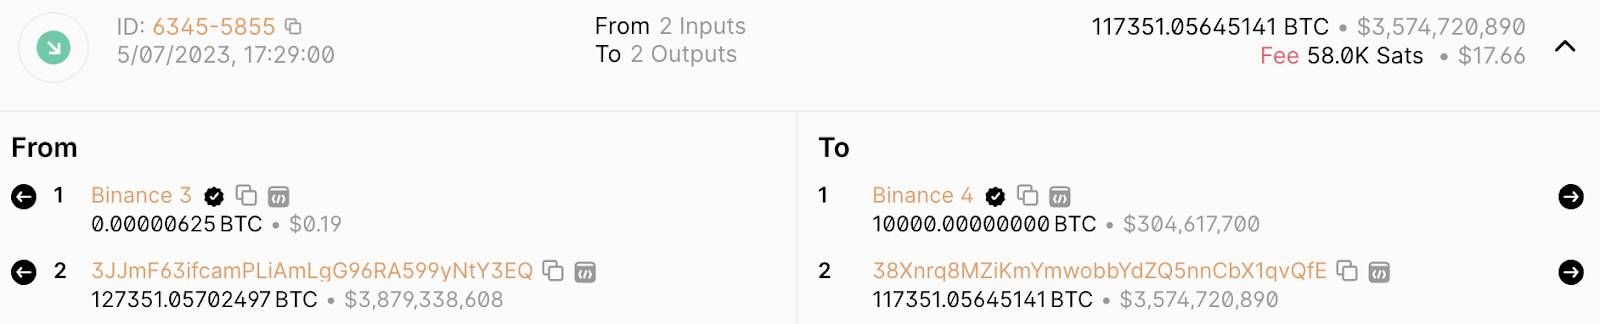 ID: 6345-5855
5/07/2023, 17:29:00
From 2 Inputs
To 2 Outputs
117351.05645141 BTC • $3,574,720,890
Fee 58.0K Sats • $17.66
From
1 Binance 3
0.00000625 BTC • $0.19
2 3JJmF63ifcamPLiAmLgG96RA599yNtY3EQ
127351.05702497 BTC • $3,879,338,608
To
1 Binance 4
10000.00000000 BTC • $304,617,700
2 38Xnrq8MZiKmYmwobbYdZQ5nnCbX1qvQfE
117351.05645141 BTC • $3,574,720,890